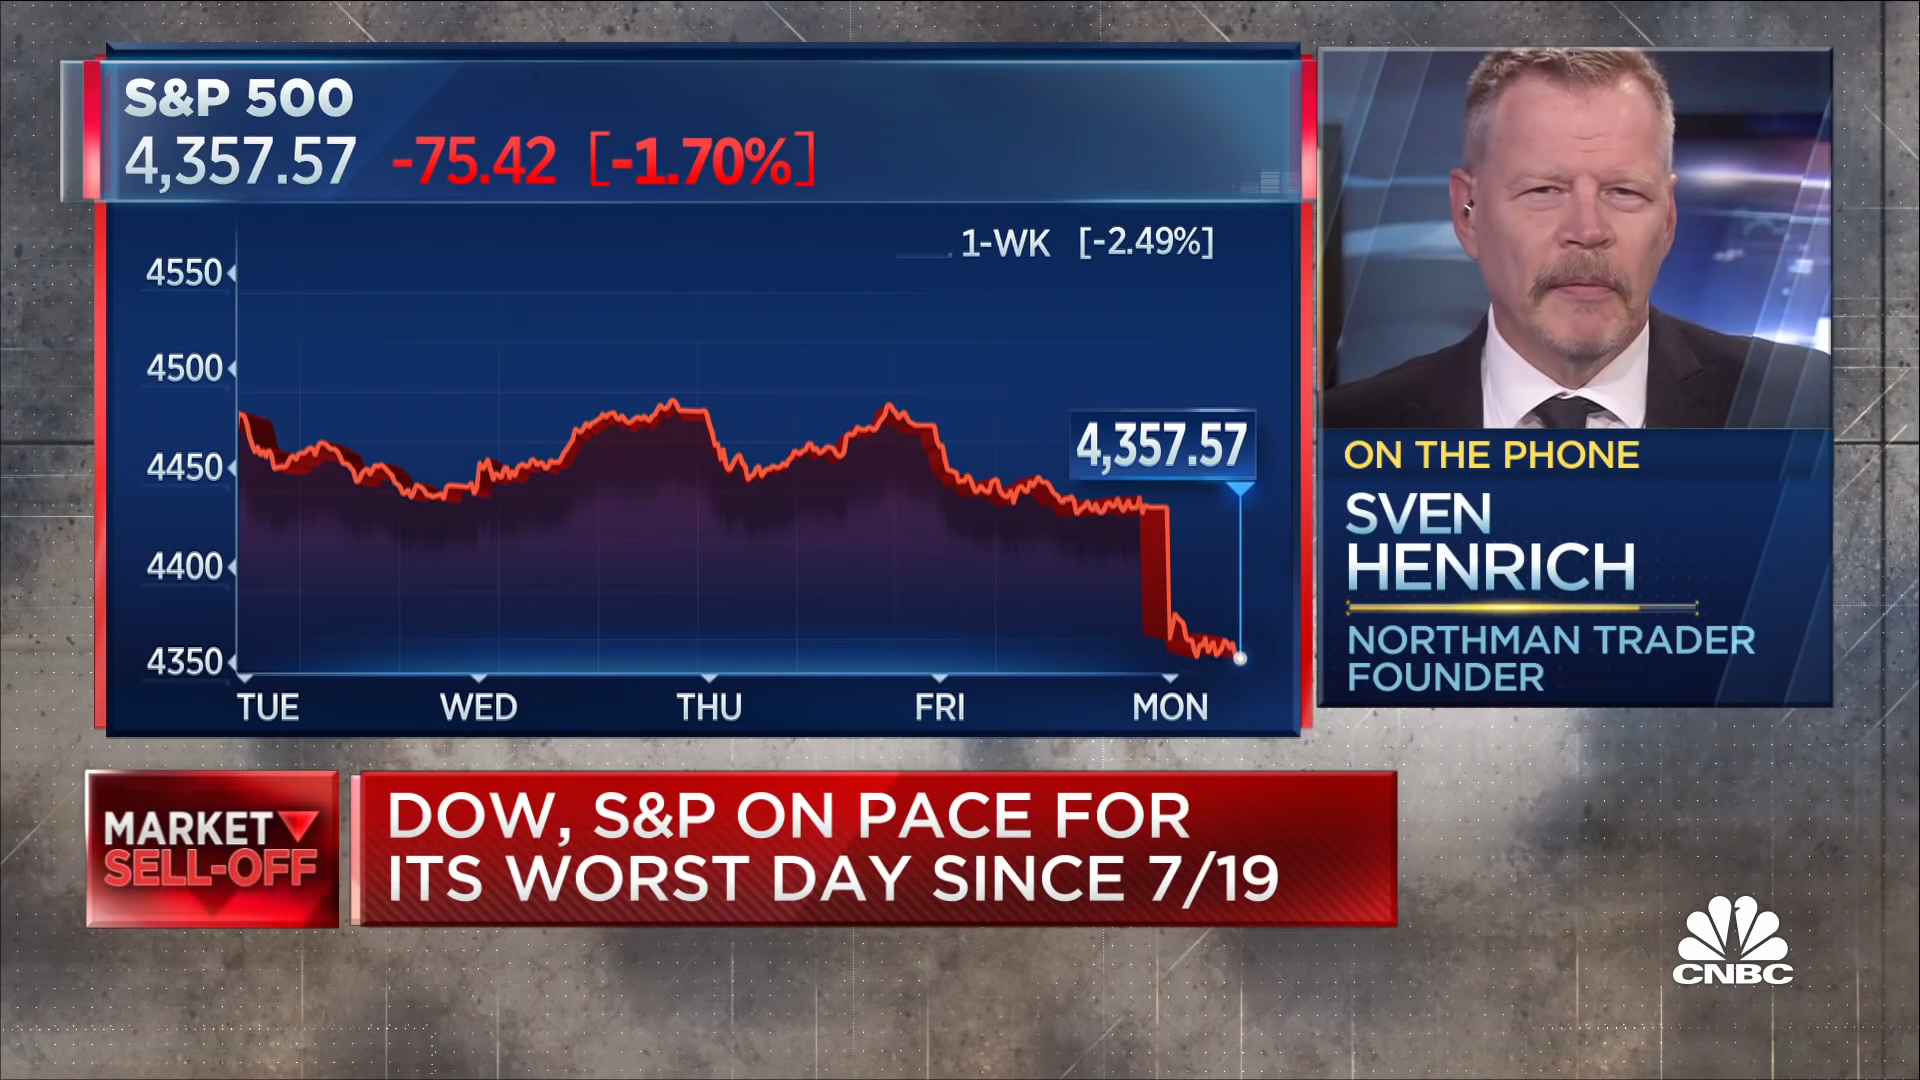 S&P 500
4,357.57 -75.42 [-1.70%]
1-WK [-2.49%]
4550
4500
4450
4400
4350
4,357.57
TUE WED THU FRI MON
ON THE PHONE
SVEN
HENRICH
NORTHMAN TRADER
FOUNDER
MARKET
SELL-OFF
DOW, S&P ON PACE FOR
ITS WORST DAY SINCE 7/19
CNBC